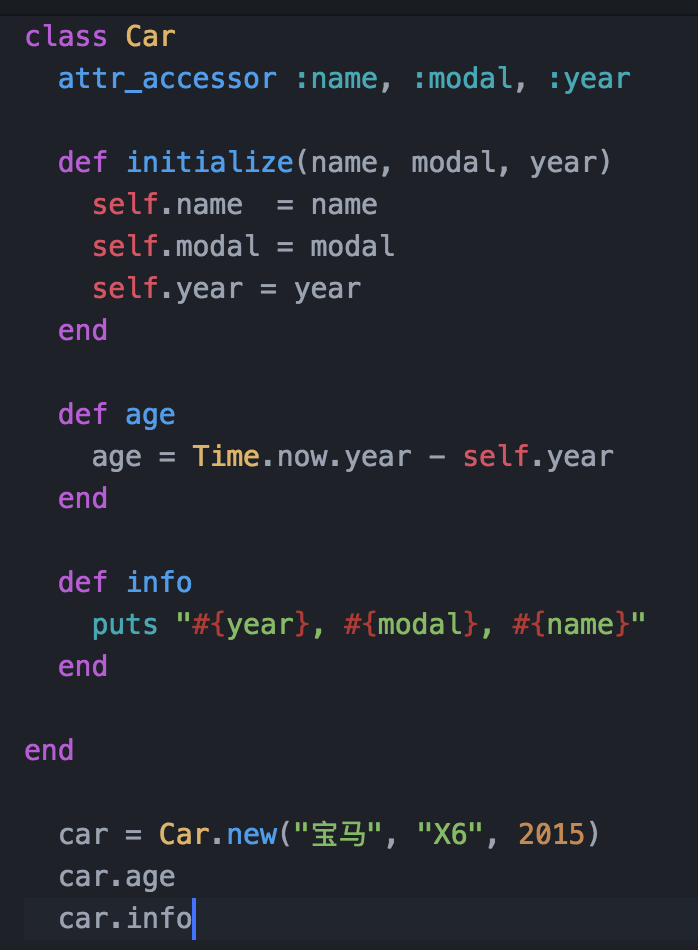 class Car
  attr_accessor :name, :modal, :year

  def initialize(name, modal, year)
    self.name  = name
    self.modal = modal
    self.year = year
  end

  def age
    age = Time.now.year - self.year
  end

  def info
    puts "#{year}, #{modal}, #{name}"
  end

end

  car = Car.new("宝马", "X6", 2015)
  car.age
  car.info